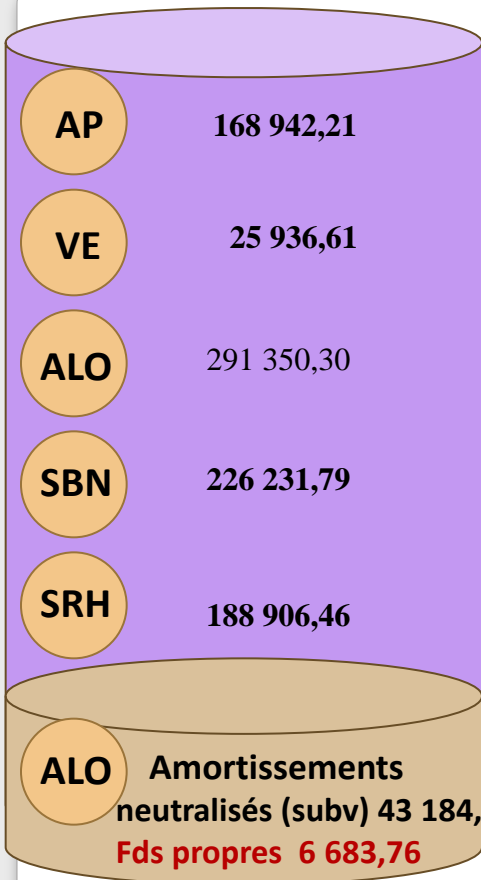 AP 168 942,21
VE 25 936,61
ALO 291 350,30
SBN 226 231,79
SRH 188 906,46
ALO Amortissements
neutralisés (subv) 43 184,
Fds propres 6 683,76